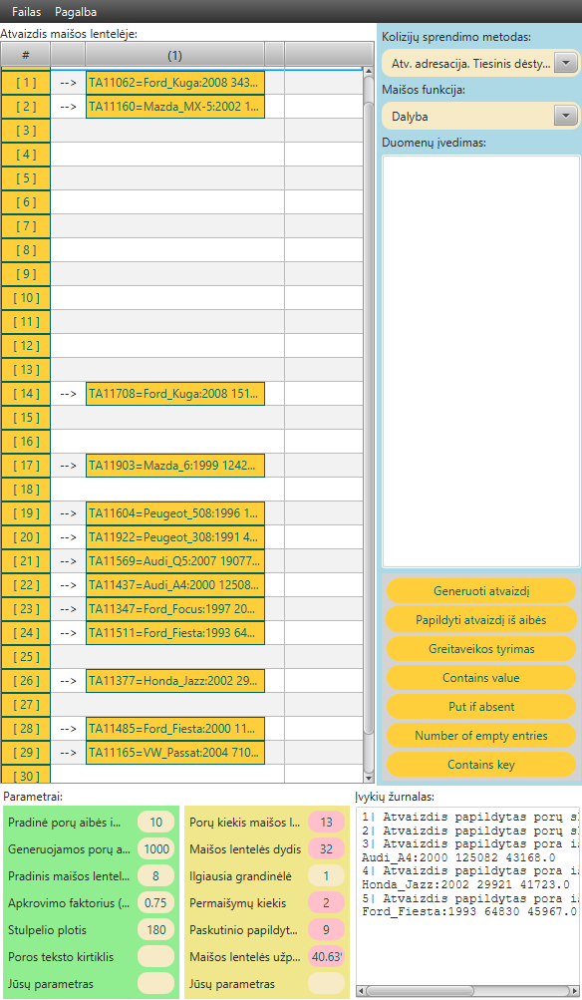 Failas Pagalba
Atvaizdis maišos lentelėje:
# (1)
[ 1 ] --> TA11062=Ford_Kuga:2008 343...
[ 2 ] --> TA11160=Mazda_MX-5:2002 1...
[ 3 ]
[ 4 ]
[ 5 ]
[ 6 ]
[ 7 ]
[ 8 ]
[ 9 ]
[ 10 ]
[ 11 ]
[ 12 ]
[ 13 ]
[ 14 ] --> TA11708=Ford_Kuga:2008 151...
[ 15 ]
[ 16 ]
[ 17 ] --> TA11903=Mazda_6:1999 1242...
[ 18 ]
[ 19 ] --> TA11604=Peugeot_508:1996 1...
[ 20 ] --> TA11922=Peugeot_308:1991 4...
[ 21 ] --> TA11569=Audi_Q5:2007 19077...
[ 22 ] --> TA11437=Audi_A4:2000 12508...
[ 23 ] --> TA11347=Ford_Focus:1997 20...
[ 24 ] --> TA11511=Ford_Fiesta:1993 64...
[ 25 ]
[ 26 ] --> TA11377=Honda_Jazz:2002 29...
[ 27 ]
[ 28 ] --> TA11485=Ford_Fiesta:2000 11...
[ 29 ] --> TA11165=VW_Passat:2004 710...
[ 30 ]
Kolizijų sprendimo metodas:
Atv. adresacija. Tiesinis dėsty...
Maišos funkcija:
Dalyba
Duomenų įvedimas:
Generuoti atvaizdį
Papildyti atvaizdį iš aibės
Greitaveikos tyrimas
Contains value
Put if absent
Number of empty entries
Contains key
Parametrai:
Pradinė porų aibės i... 10
Generuojamos porų a... 1000
Pradinis maišos lentel... 8
Apkrovimo faktorius (... 0.75
Stulpelio plotis 180
Poros teksto kirtiklis
Jūsų parametras
Porų kiekis maišos l... 13
Maišos lentelės dydis 32
Ilgiausia grandinėlė 1
Permaišymų kiekis 2
Paskutinio papildyt... 9
Maišos lentelės užp... 40.63
Jūsų parametras
Įvykių žurnalas:
1| Atvaizdis papildytas porų s
2| Atvaizdis papildytas porų s
3| Atvaizdis papildytas pora i
Audi_A4:2000 125082 43168.0
4| Atvaizdis papildytas pora i
Honda_Jazz:2002 29921 41723.0
5| Atvaizdis papildytas pora i
Ford_Fiesta:1993 64830 45967.0